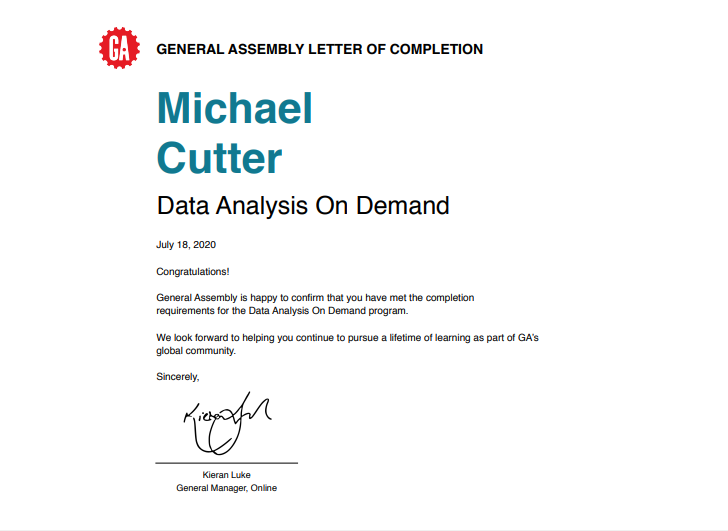 GA
GENERAL ASSEMBLY LETTER OF COMPLETION
Michael
Cutter
Data Analysis On Demand
July 18, 2020
Congratulations!
General Assembly is happy to confirm that you have met the completion
requirements for the Data Analysis On Demand program.
We look forward to helping you continue to pursue a lifetime of learning as part of GA's
global community.
Sincerely,
Kieran Luke
General Manager, Online